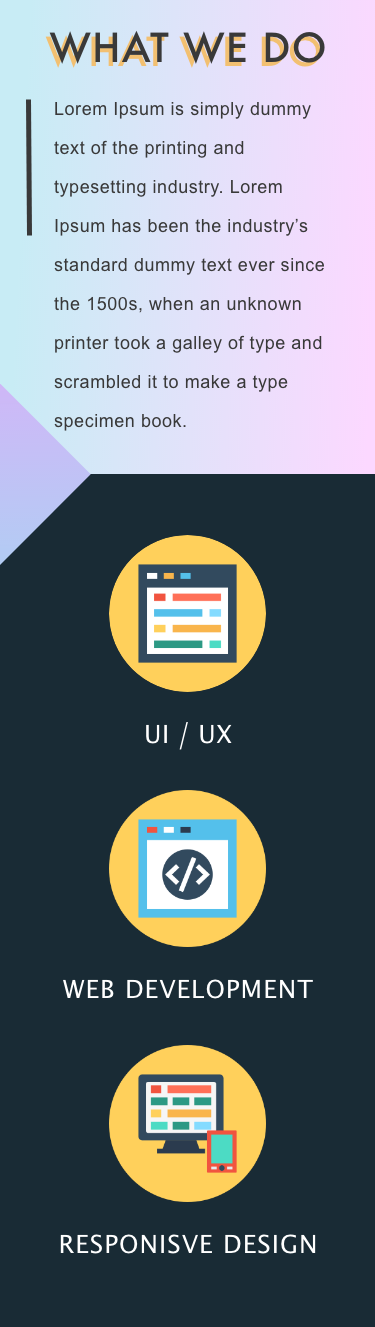 WHAT WE DO
Lorem Ipsum is simply dummy
text of the printing and
typesetting industry. Lorem
Ipsum has been the industry’s
standard dummy text ever since
the 1500s, when an unknown
printer took a galley of type and
scrambled it to make a type
specimen book.
UI / UX
WEB DEVELOPMENT
RESPONISVE DESIGN